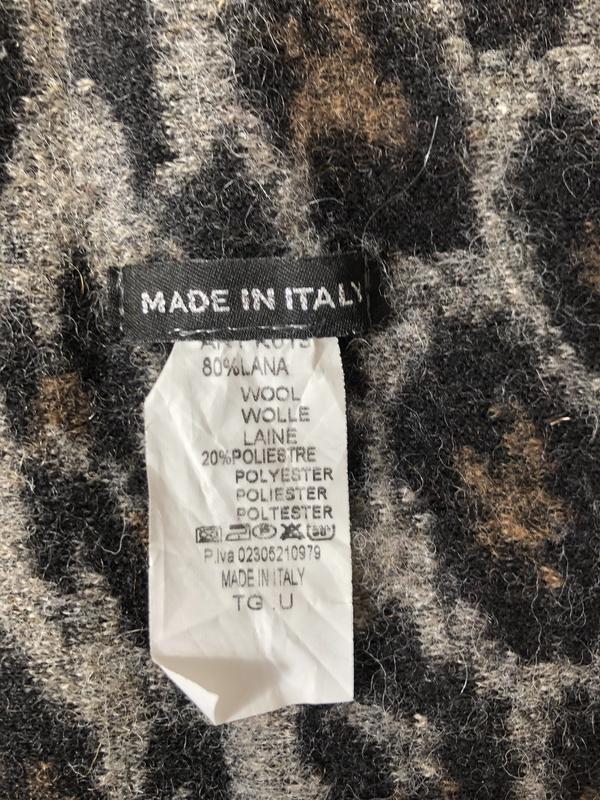 MADE IN ITALY
80%LANA
WOOL
WOLLE
LAINE
20%POLIESTRE
POLYESTER
POLIESTER
POLTESTER
P.Iva 02305210979
MADE IN ITALY
TG .U